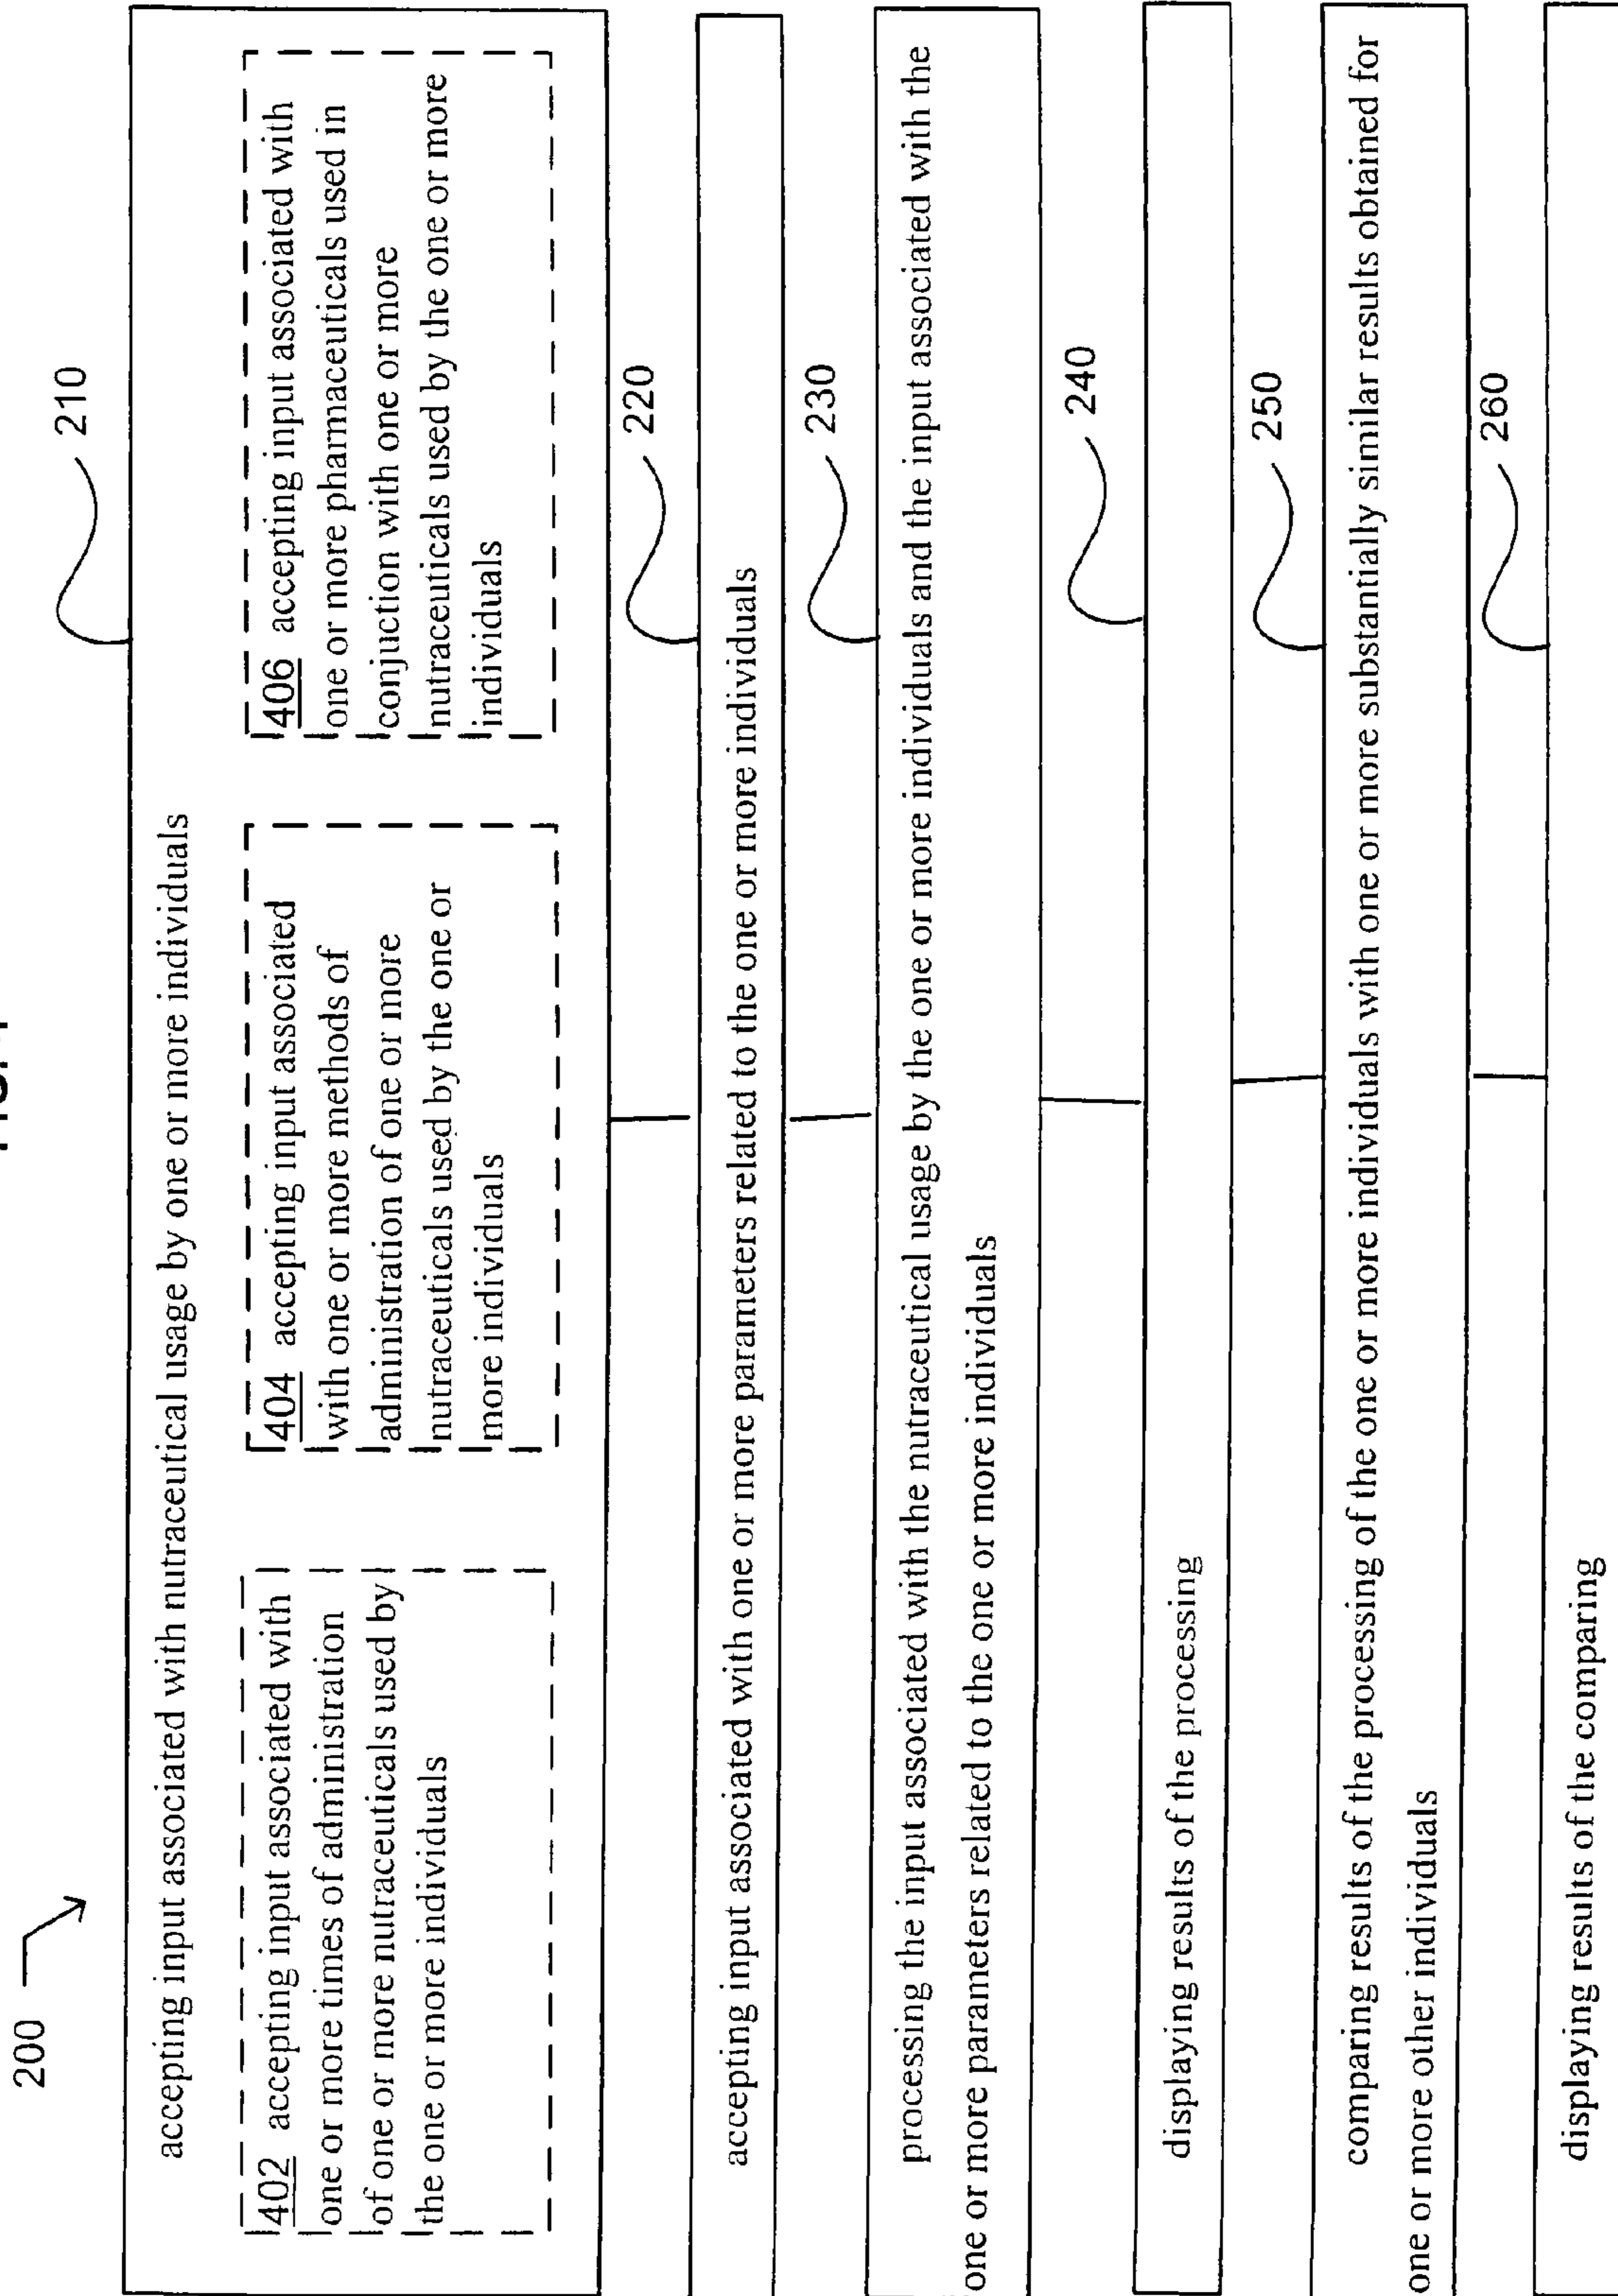 200
210
accepting input associated with nutraceutical usage by one or more individuals
402 accepting input associated with
one or more times of administration
of one or more nutraceuticals used by
the one or more individuals
404 accepting input associated
with one or more methods of
administration of one or more
nutraceuticals used by the one or
more individuals
406 accepting input associated with
one or more pharmaceuticals used in
conjuction with one or more
nutraceuticals used by the one or more
individuals
220
accepting input associated with one or more parameters related to the one or more individuals
230
processing the input associated with the nutraceutical usage by the one or more individuals and the input associated with the
one or more parameters related to the one or more individuals
240
displaying results of the processing
250
comparing results of the processing of the one or more individuals with one or more substantially similar results obtained for
one or more other individuals
260
displaying results of the comparing